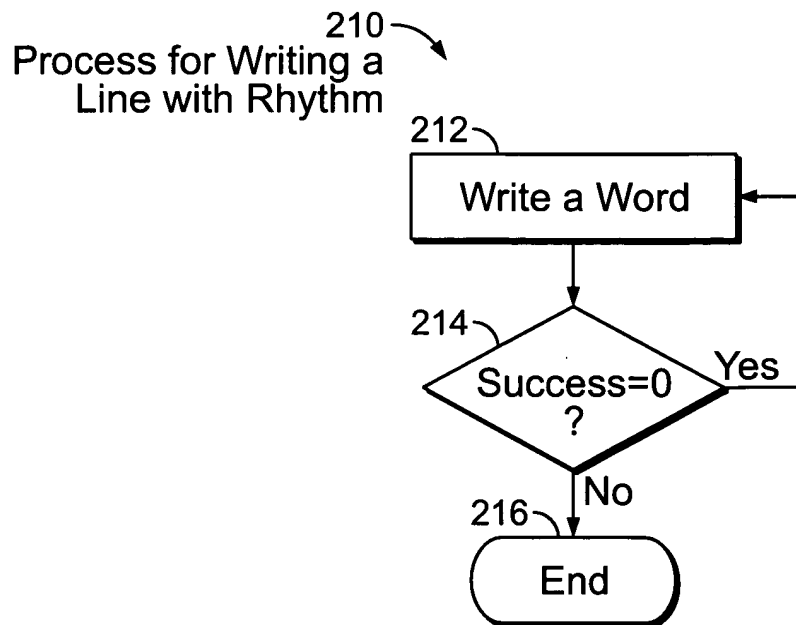 210
Process for Writing a
Line with Rhythm
212
Write a Word
214
Success=0
?
Yes
No
216
End